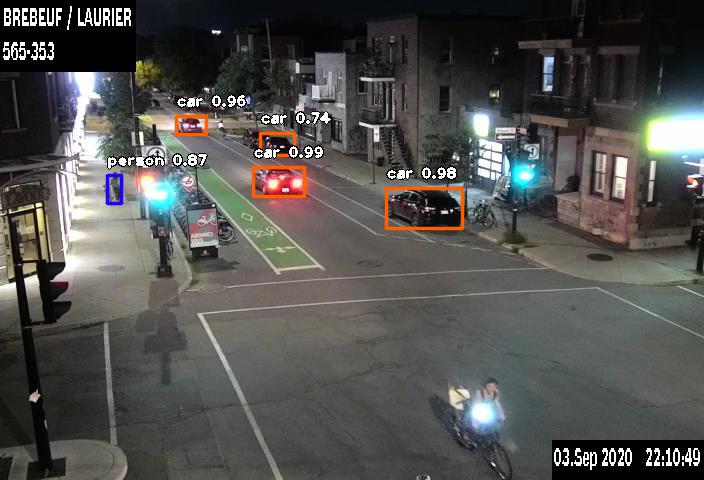 BREBEUF / LAURIER
565-353
car 0.96
car 0.74
car 0.99
person 0.87
car 0.98
03.Sep 2020 22:10:49